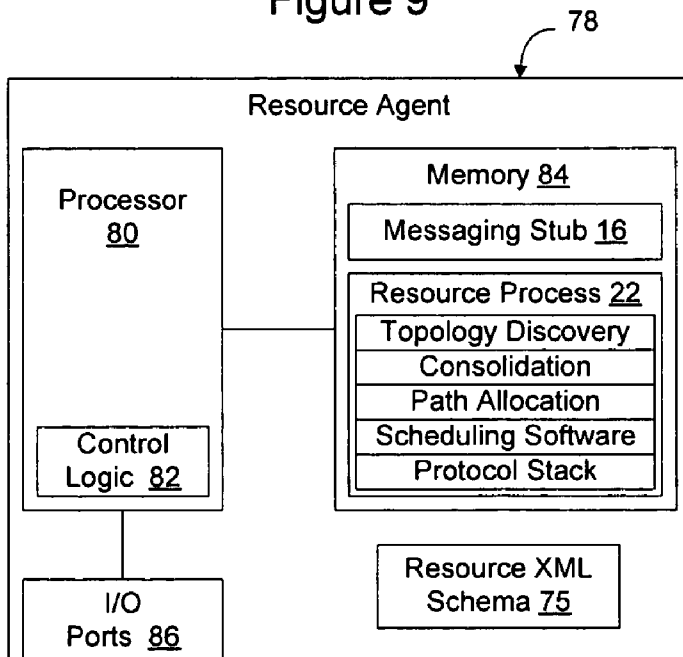 Figure 9
78
Resource Agent
Processor
80
Control
Logic 82
I/O
Ports 86
Memory 84
Messaging Stub 16
Resource Process 22
Topology Discovery
Consolidation
Path Allocation
Scheduling Software
Protocol Stack
Resource XML
Schema 75